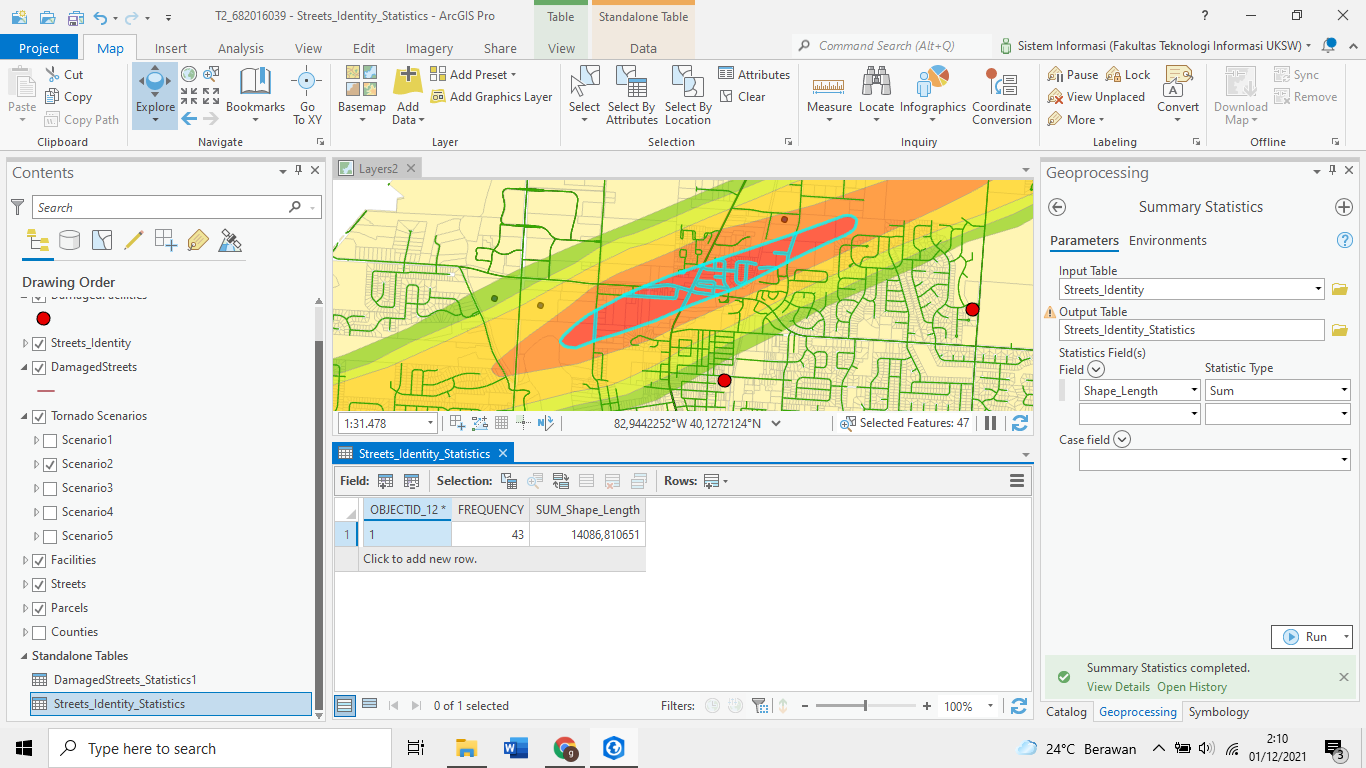 T2_682016039 - Streets_Identity_Statistics - ArcGIS Pro
Table
Standalone Table
?
Project
Map
Insert
Analysis
View
Edit
Imagery
Share
View
Data
Command Search (Alt+Q)
Sistem Informasi (Fakultas Teknologi Informasi UKSW)
Paste
Cut
Copy
Copy Path
Clipboard
Explore
Bookmarks
Go
To XY
Navigate
Basemap
Add
Data
Add Preset
Add Graphics Layer
Layer
Select
Select By
Attributes
Select By
Location
Attributes
Clear
Selection
Measure
Locate
Infographics
Coordinate
Conversion
Inquiry
Pause
Lock
View Unplaced
More
Convert
Labeling
Download
Map
Sync
Remove
Offline
Contents
Search
Drawing Order
DamagedFacilities
Streets_Identity
DamagedStreets
Tornado Scenarios
Scenario1
Scenario2
Scenario3
Scenario4
Scenario5
Facilities
Streets
Parcels
Counties
Standalone Tables
DamagedStreets_Statistics1
Streets_Identity_Statistics
Layers2
1:31.478
82,9442252°W 40,1272124°N
Selected Features: 47
Streets_Identity_Statistics
Field:
Selection:
Rows:
OBJECTID_12 * FREQUENCY SUM_Shape_Length
1 1 43 14086,810651
Click to add new row.
0 of 1 selected
Filters:
100%
Geoprocessing
Summary Statistics
Parameters Environments
Input Table
Streets_Identity
Output Table
Streets_Identity_Statistics
Statistics Field(s)
Field
Statistic Type
Shape_Length
Sum
Case field
Run
Summary Statistics completed.
View Details Open History
Catalog Geoprocessing Symbology
Type here to search
24°C Berawan
2:10
01/12/2021
3